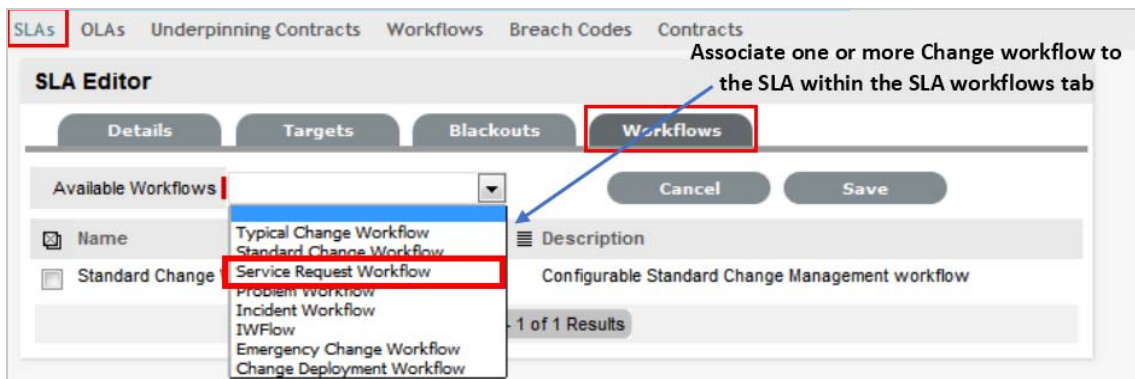 SLAs OLAs Underpinning Contracts Workflows Breach Codes Contracts
Associate one or more Change workflow to
the SLA within the SLA workflows tab
SLA Editor
Details Targets Blackouts Workflows
Available Workflows Cancel Save
Name Description
Typical Change Workflow
Standard Change Workflow
Standard Change Configurable Standard Change Management workflow
Service Request Workflow
Problem Workflow
Incident Workflow
IWFlow
Emergency Change Workflow
Change Deployment Workflow
- 1 of 1 Results